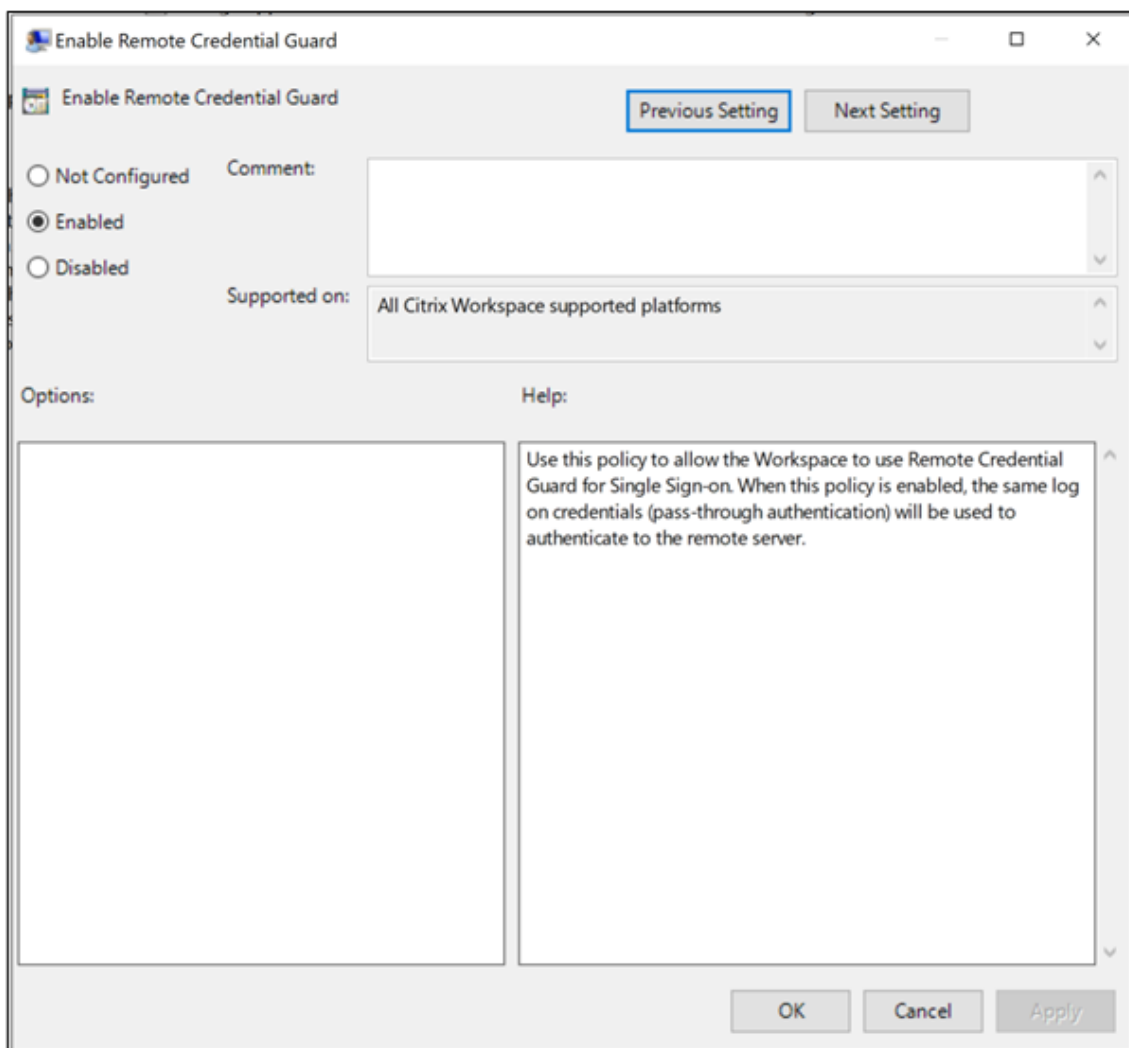 Enable Remote Credential Guard
Enable Remote Credential Guard
Previous Setting
Next Setting
Not Configured
Comment:
Enabled
Disabled
Supported on:
All Citrix Workspace supported platforms
Options:
Help:
Use this policy to allow the Workspace to use Remote Credential
Guard for Single Sign-on. When this policy is enabled, the same log
on credentials (pass-through authentication) will be used to
authenticate to the remote server.
OK
Cancel
Apply